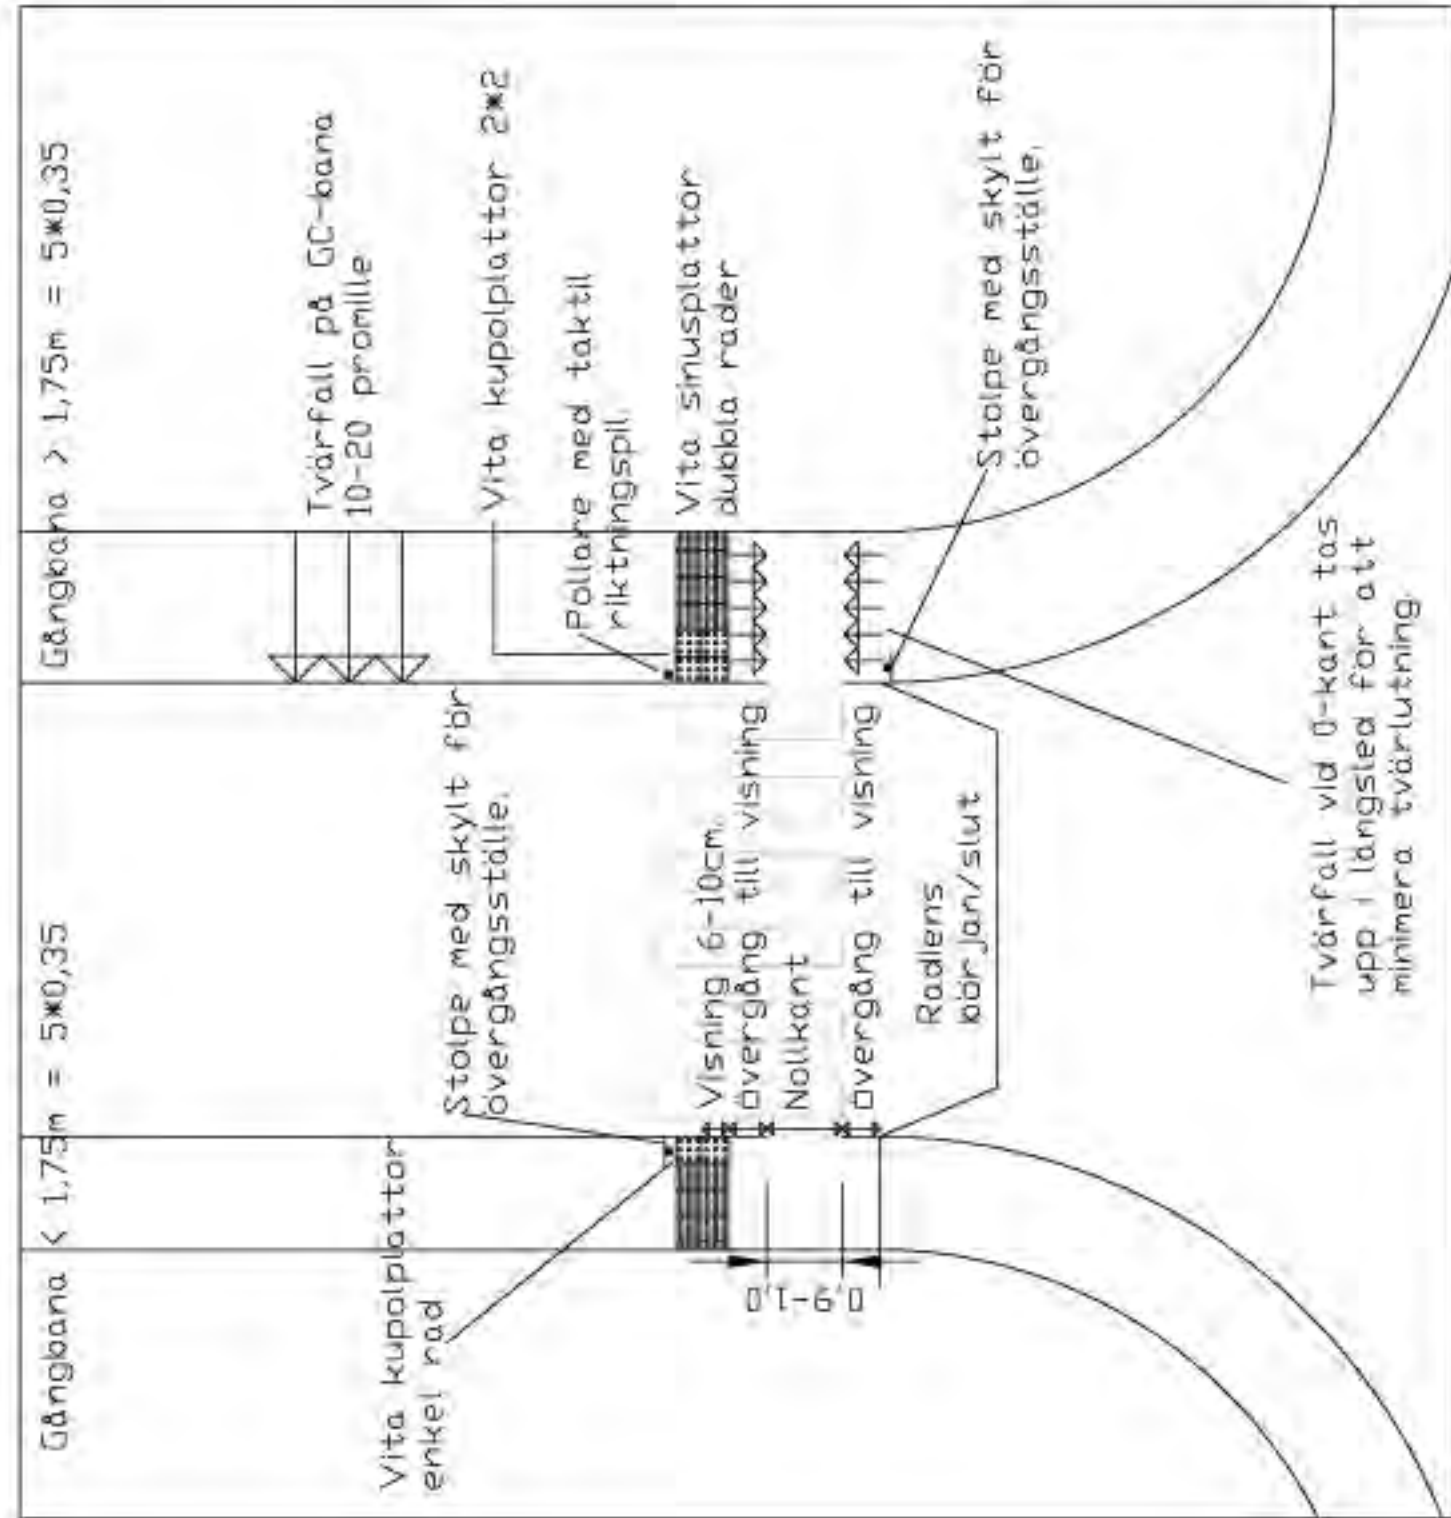 Gångbana < 1,75m = 5*0,35
Gångbana > 1,75m = 5*0,35
Tvärfall på GC-bana
10-20 promille
Vita kupolplattor
enkel rad
Stolpe med skylt för
övergångsställe.
Vita kupolplattor 2*2
Pollare med taktil
riktningspil.
Vita sinusplattor
dubbla rader
Visning 6-10cm.
övergång till visning
Nollkant
övergång till visning
0,9-1,0
Radiens
början/slut
Stolpe med skylt för
övergångsställe.
Tvärfall vid 0-kant tas
upp i längsled för att
minimera tvärlutning.